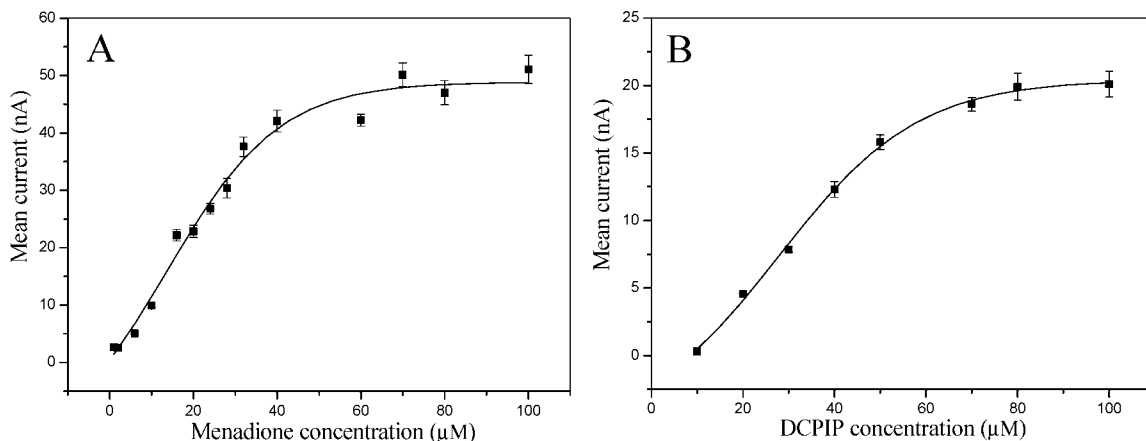 A
Mean current (nA)
60
50
40
30
20
10
0
0 20 40 60 80 100
Menadione concentration (µM)
B
Mean current (nA)
25
20
15
10
5
0
0 20 40 60 80 100
DCPIP concentration (µM)